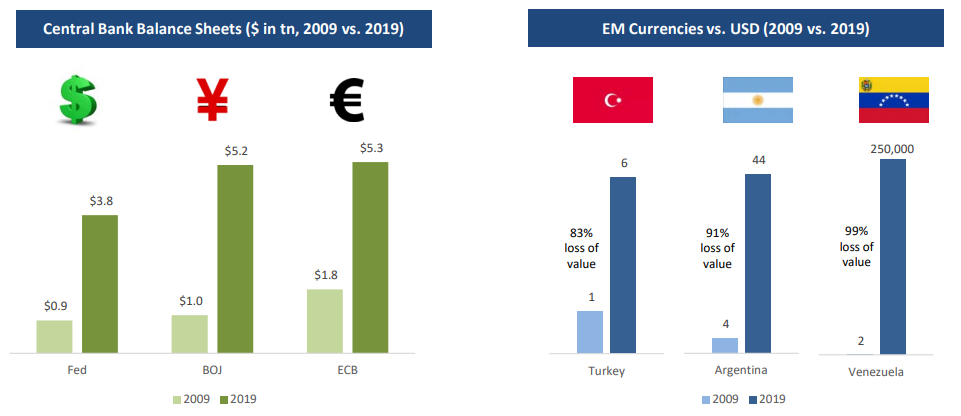 Central Bank Balance Sheets ($ in tn, 2009 vs. 2019)
$ ¥ €
$0.9
$3.8
$1.0
$5.2
$1.8
$5.3
Fed
BOJ
ECB
2009 2019
EM Currencies vs. USD (2009 vs. 2019)
83%
loss of
value
1
6
91%
loss of
value
4
44
99%
loss of
value
2
250,000
Turkey
Argentina
Venezuela
2009 2019